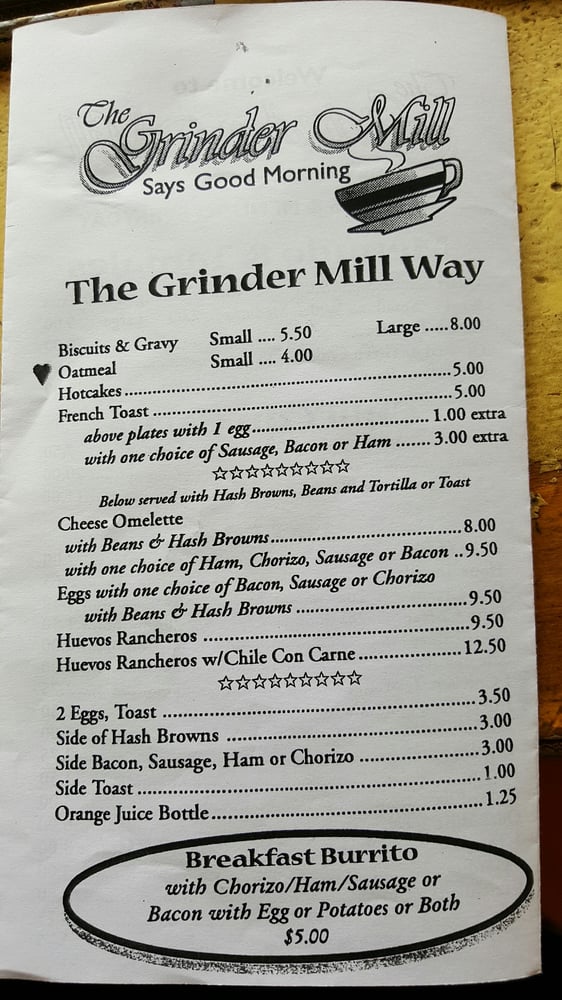 The
Grinder Mill
Says Good Morning
The Grinder Mill Way
Biscuits & Gravy Small .... 5.50 Large .....8.00
Oatmeal Small .... 4.00
Hotcakes ..........5.00
French Toast ..........5.00
above plates with 1 egg..........1.00 extra
with one choice of Sausage, Bacon or Ham .......3.00 extra
☆☆☆☆☆☆☆☆☆
Below served with Hash Browns, Beans and Tortilla or Toast
Cheese Omelette
with Beans & Hash Browns..........8.00
with one choice of Ham, Chorizo, Sausage or Bacon ..9.50
Eggs with one choice of Bacon, Sausage or Chorizo
with Beans & Hash Browns ..........9.50
Huevos Rancheros ..........9.50
Huevos Rancheros w/Chile Con Carne..........12.50
☆☆☆☆☆☆☆☆☆
2 Eggs, Toast ..........3.50
Side of Hash Browns ..........3.00
Side Bacon, Sausage, Ham or Chorizo ..........3.00
Side Toast ..........1.00
Orange Juice Bottle..........1.25
Breakfast Burrito
with Chorizo/Ham/Sausage or
Bacon with Egg or Potatoes or Both
$5.00